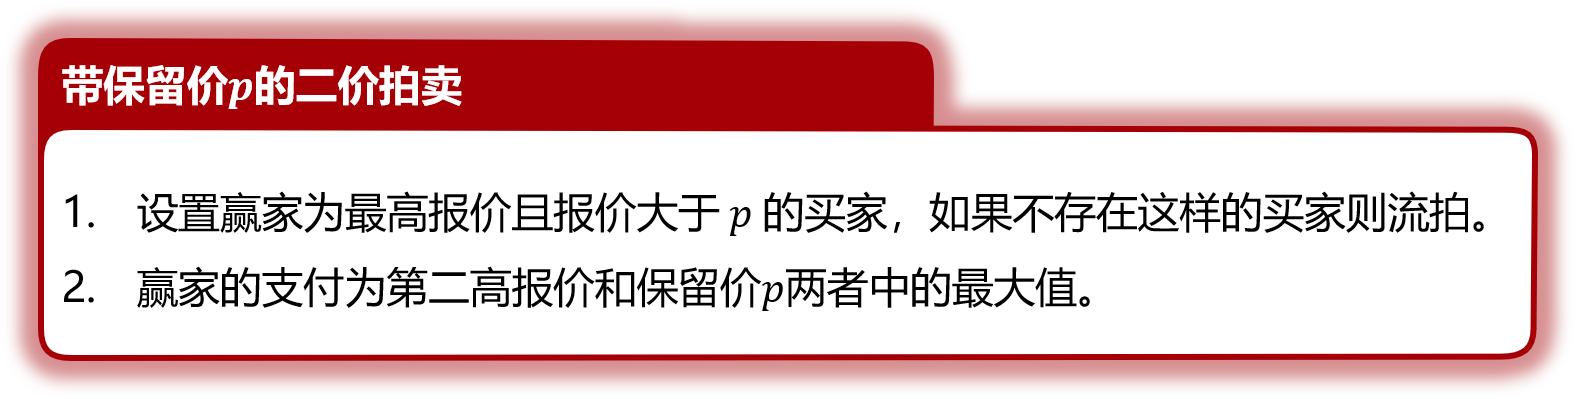 带保留价p的二价拍卖
1. 设置赢家为最高报价且报价大于 p 的买家，如果不存在这样的买家则流拍。
2. 赢家的支付为第二高报价和保留价p两者中的最大值。